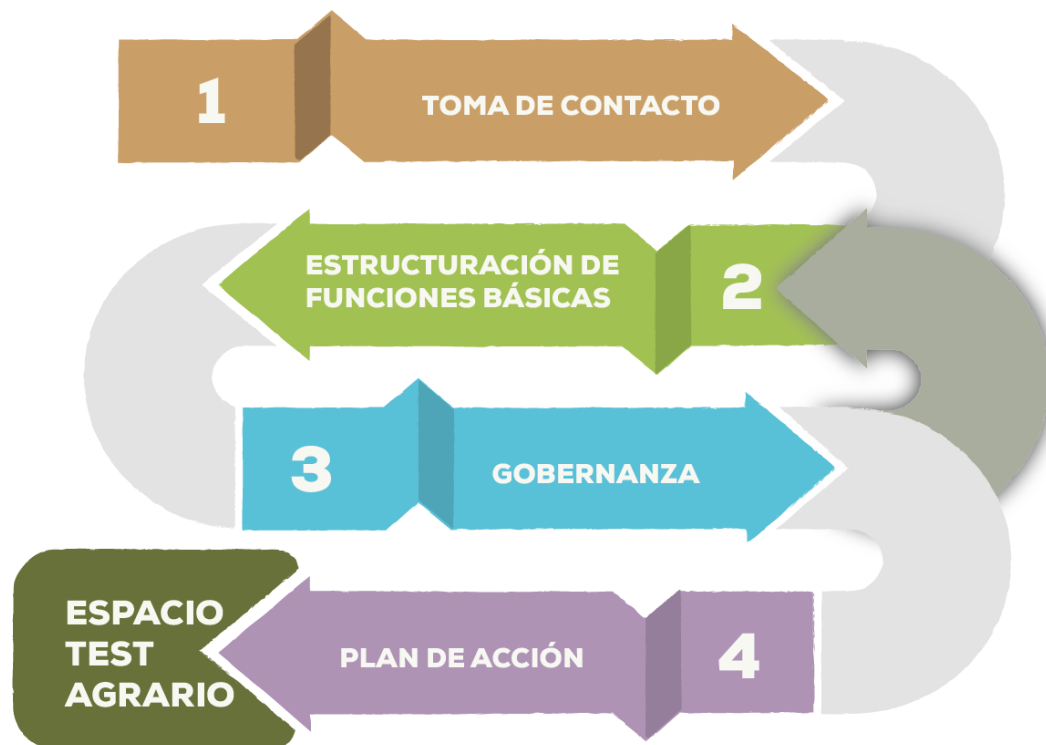 1
TOMA DE CONTACTO
ESTRUCTURACIÓN DE
FUNCIONES BÁSICAS
2
3
GOBERNANZA
4
PLAN DE ACCIÓN
ESPACIO
TEST
AGRARIO